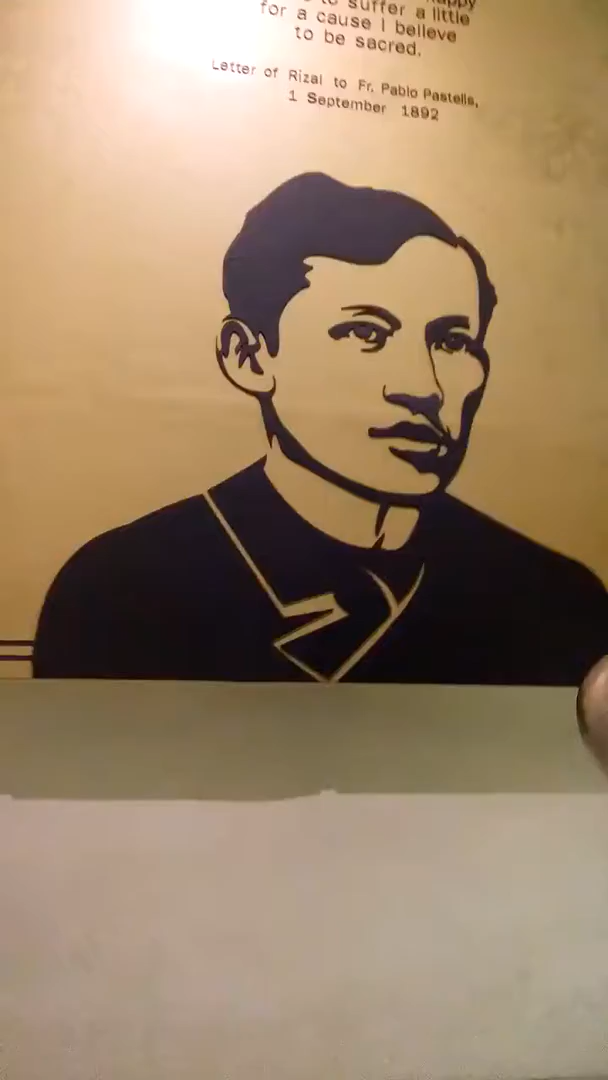 to suffer a little
for a cause I believe
to be sacred.
Letter of Rizal to Fr. Pablo Pastells,
1 September 1892